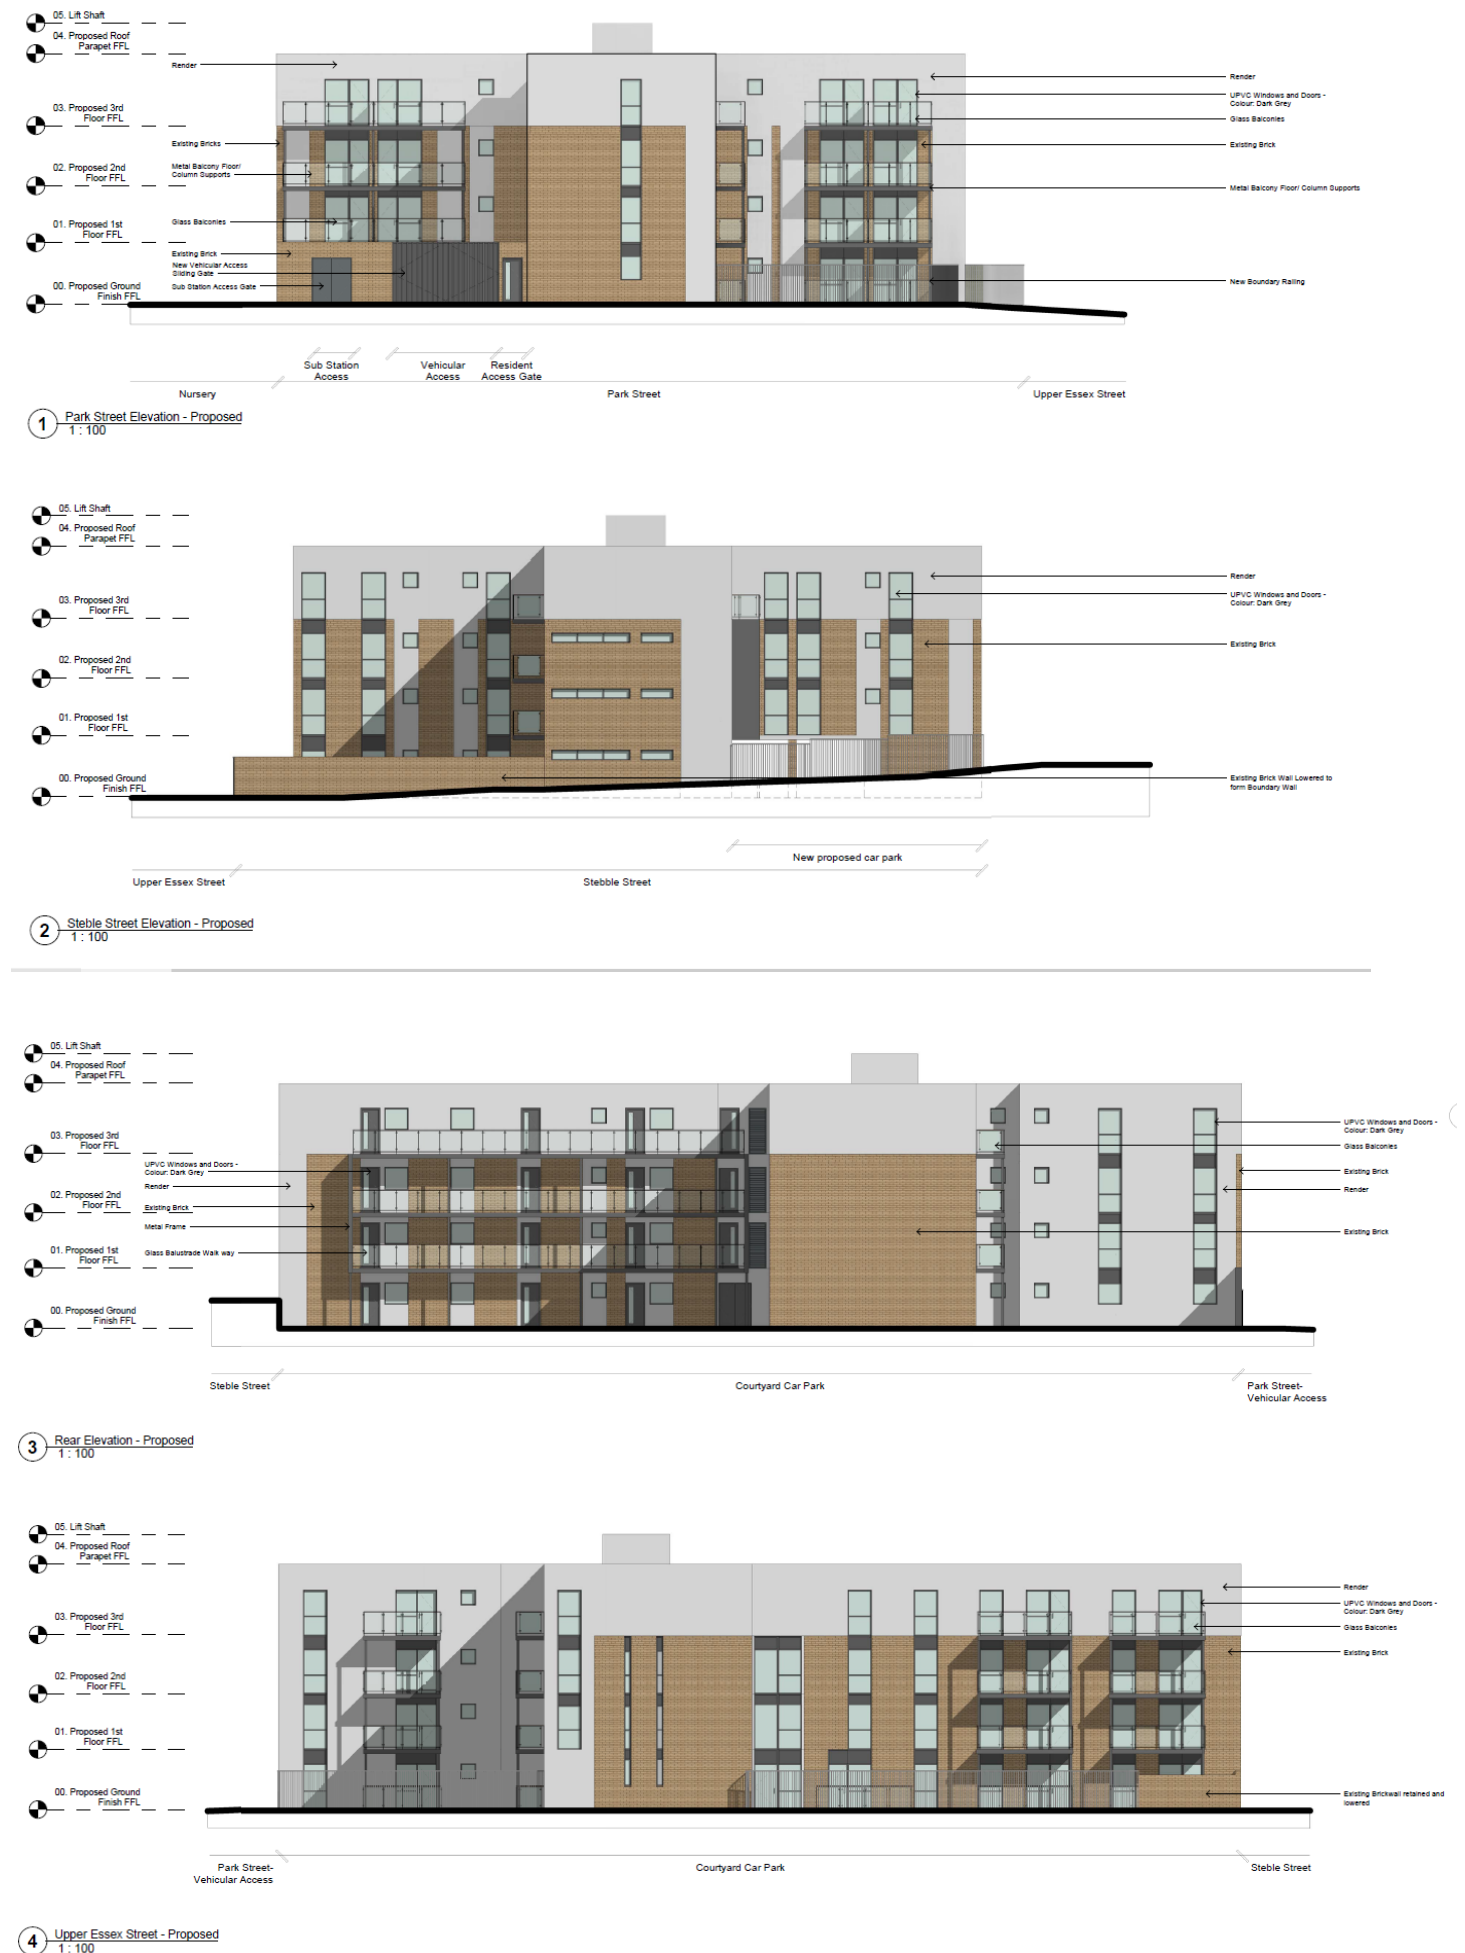 05. Lift Shaft
04. Proposed Roof
Parapet FFL
Render
Render
UPVC Windows and Doors -
Colour: Dark Grey
03. Proposed 3rd
Floor FFL
Glass Balconies
Existing Bricks
Existing Brick
02. Proposed 2nd
Floor FFL
Metal Balcony Floor/
Column Supports
Metal Balcony Floor/ Column Supports
01. Proposed 1st
Floor FFL
Glass Balconies
Existing Brick
New Vehicular Access
Sliding Gate
00. Proposed Ground
Finish FFL
Sub Station Access Gate
New Boundary Railing
Sub Station
Access
Vehicular
Access
Resident
Access Gate
Nursery
Park Street
Upper Essex Street
1
Park Street Elevation - Proposed
1 : 100
05. Lift Shaft
04. Proposed Roof
Parapet FFL
Render
UPVC Windows and Doors -
Colour: Dark Grey
03. Proposed 3rd
Floor FFL
Existing Brick
02. Proposed 2nd
Floor FFL
01. Proposed 1st
Floor FFL
00. Proposed Ground
Finish FFL
Existing Brick Wall Lowered to
form Boundary Wall
New proposed car park
Upper Essex Street
Stebble Street
2
Steble Street Elevation - Proposed
1 : 100
05. Lift Shaft
04. Proposed Roof
Parapet FFL
UPVC Windows and Doors -
Colour: Dark Grey
03. Proposed 3rd
Floor FFL
Glass Balconies
UPVC Windows and Doors -
Colour: Dark Grey
Existing Brick
Render
Render
02. Proposed 2nd
Floor FFL
Existing Brick
Metal Frame
Existing Brick
01. Proposed 1st
Floor FFL
Glass Balustrade Walk way
00. Proposed Ground
Finish FFL
Steble Street
Courtyard Car Park
Park Street-
Vehicular Access
3
Rear Elevation - Proposed
1 : 100
05. Lift Shaft
04. Proposed Roof
Parapet FFL
Render
UPVC Windows and Doors -
Colour: Dark Grey
03. Proposed 3rd
Floor FFL
Glass Balconies
Existing Brick
02. Proposed 2nd
Floor FFL
01. Proposed 1st
Floor FFL
00. Proposed Ground
Finish FFL
Existing Brickwall retained and
lowered
Park Street-
Vehicular Access
Courtyard Car Park
Steble Street
4
Upper Essex Street - Proposed
1 : 100